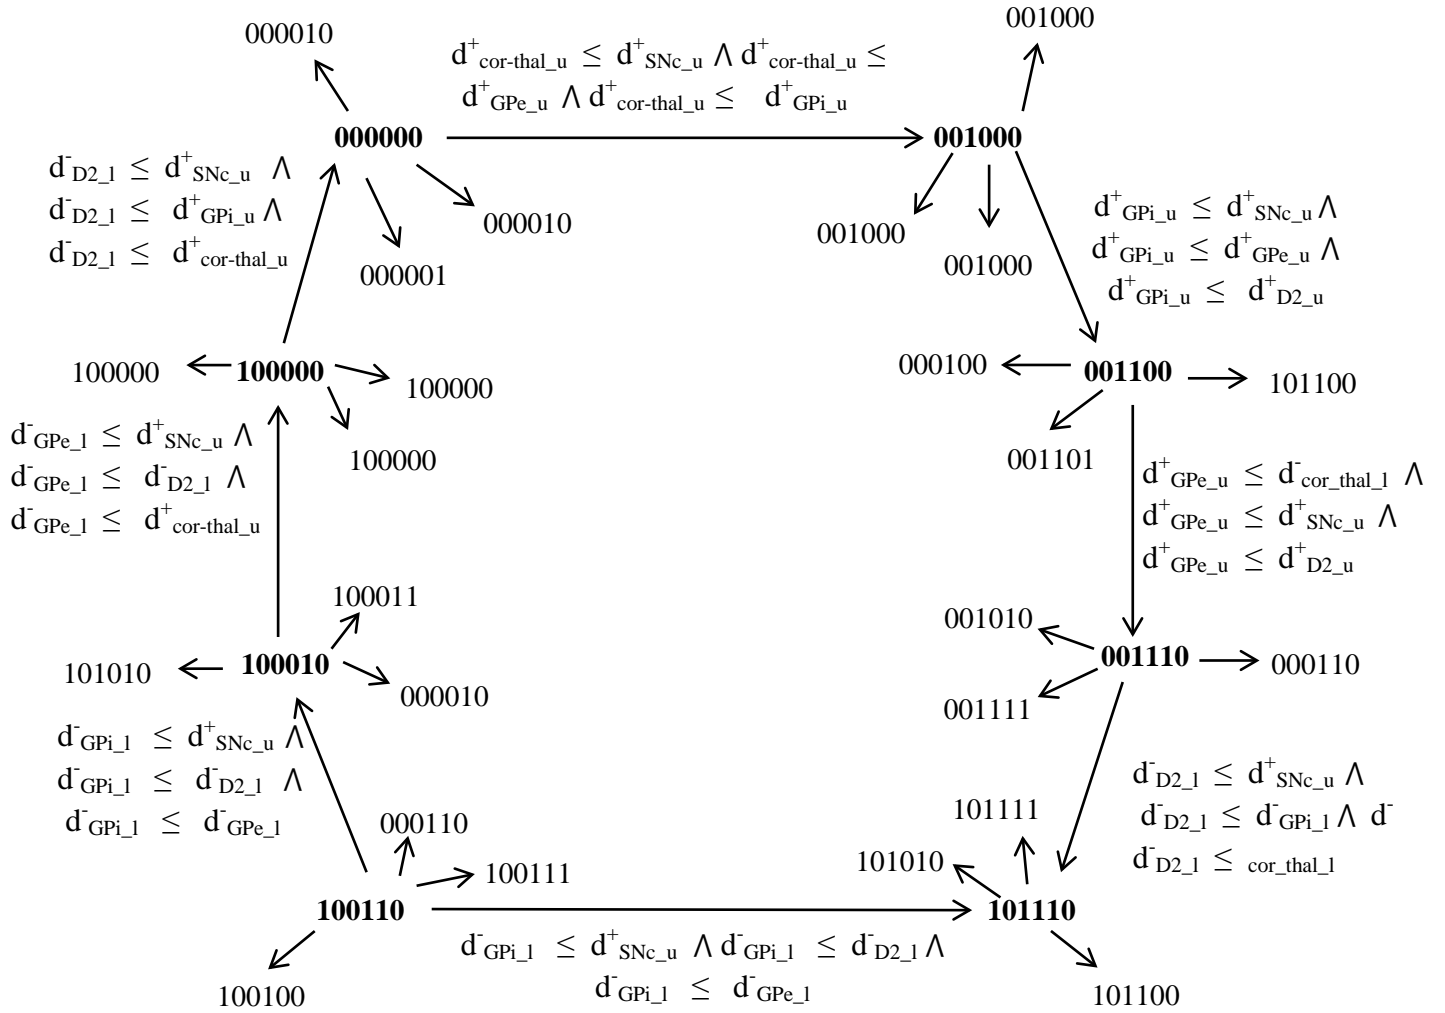 001000
000010
d+cor-thal_u ≤ d+SNc_u Λ d+cor-thal_u ≤
d+GPe_u Λ d+cor-thal_u ≤ d+GPi_u
000000
001000
d-D2_l ≤ d+SNc_u Λ
d-D2_l ≤ d+GPi_u Λ
d-D2_l ≤ d+cor-thal_u
000010
000001
001000
001000
d+GPi_u ≤ d+SNc_u Λ
d+GPi_u ≤ d+GPe_u Λ
d+GPi_u ≤ d+D2_u
100000
100000
100000
100000
000100
001100
101100
001101
d-GPe_l ≤ d+SNc_u Λ
d-GPe_l ≤ d-D2_l Λ
d-GPe_l ≤ d+cor-thal_u
d+GPe_u ≤ d-cor_thal_l Λ
d+GPe_u ≤ d+SNc_u Λ
d+GPe_u ≤ d+D2_u
100011
101010
100010
000010
001010
001110
000110
001111
d-GPi_l ≤ d+SNc_u Λ
d-GPi_l ≤ d-D2_l Λ
d-GPi_l ≤ d-GPe_l
d-D2_l ≤ d+SNc_u Λ
d-D2_l ≤ d-GPi_l Λ d-
d-D2_l ≤ cor_thal_l
000110
100111
100110
100100
101111
101010
101110
101100
d-GPi_l ≤ d+SNc_u Λ d-GPi_l ≤ d-D2_l Λ
d-GPi_l ≤ d-GPe_l